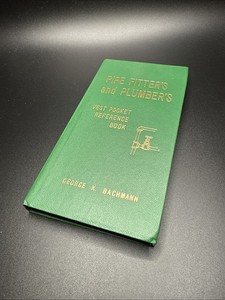 PIPE FITTER'S
and PLUMBER'S
VEST POCKET
REFERENCE
BOOK
GEORGE K. BACHMANN